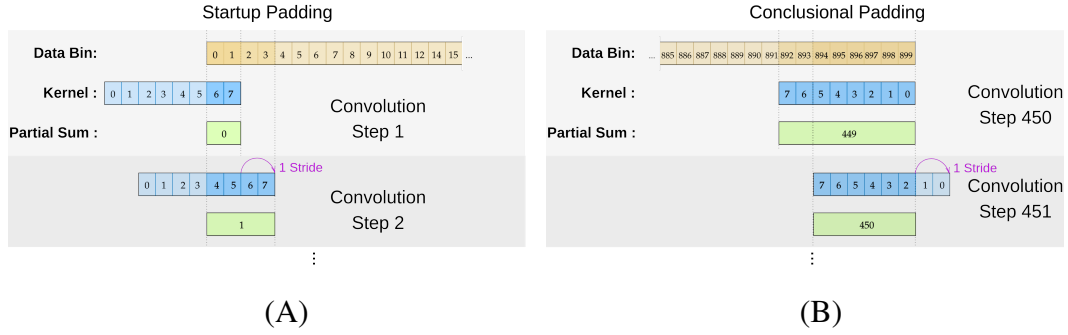 Startup Padding
Data Bin: 0 1 2 3 4 5 6 7 8 9 10 11 12 14 15 ...
Kernel : 0 1 2 3 4 5 6 7
Convolution
Step 1
Partial Sum : 0
1 Stride
0 1 2 3 4 5 6 7
Convolution
Step 2
1
⋮
(A)
Conclusional Padding
Data Bin: ... 885 886 887 888 889 890 891 892 893 894 895 896 897 898 899
Kernel : 7 6 5 4 3 2 1 0
Convolution
Step 450
Partial Sum : 449
1 Stride
7 6 5 4 3 2 1 0
Convolution
Step 451
450
⋮
(B)